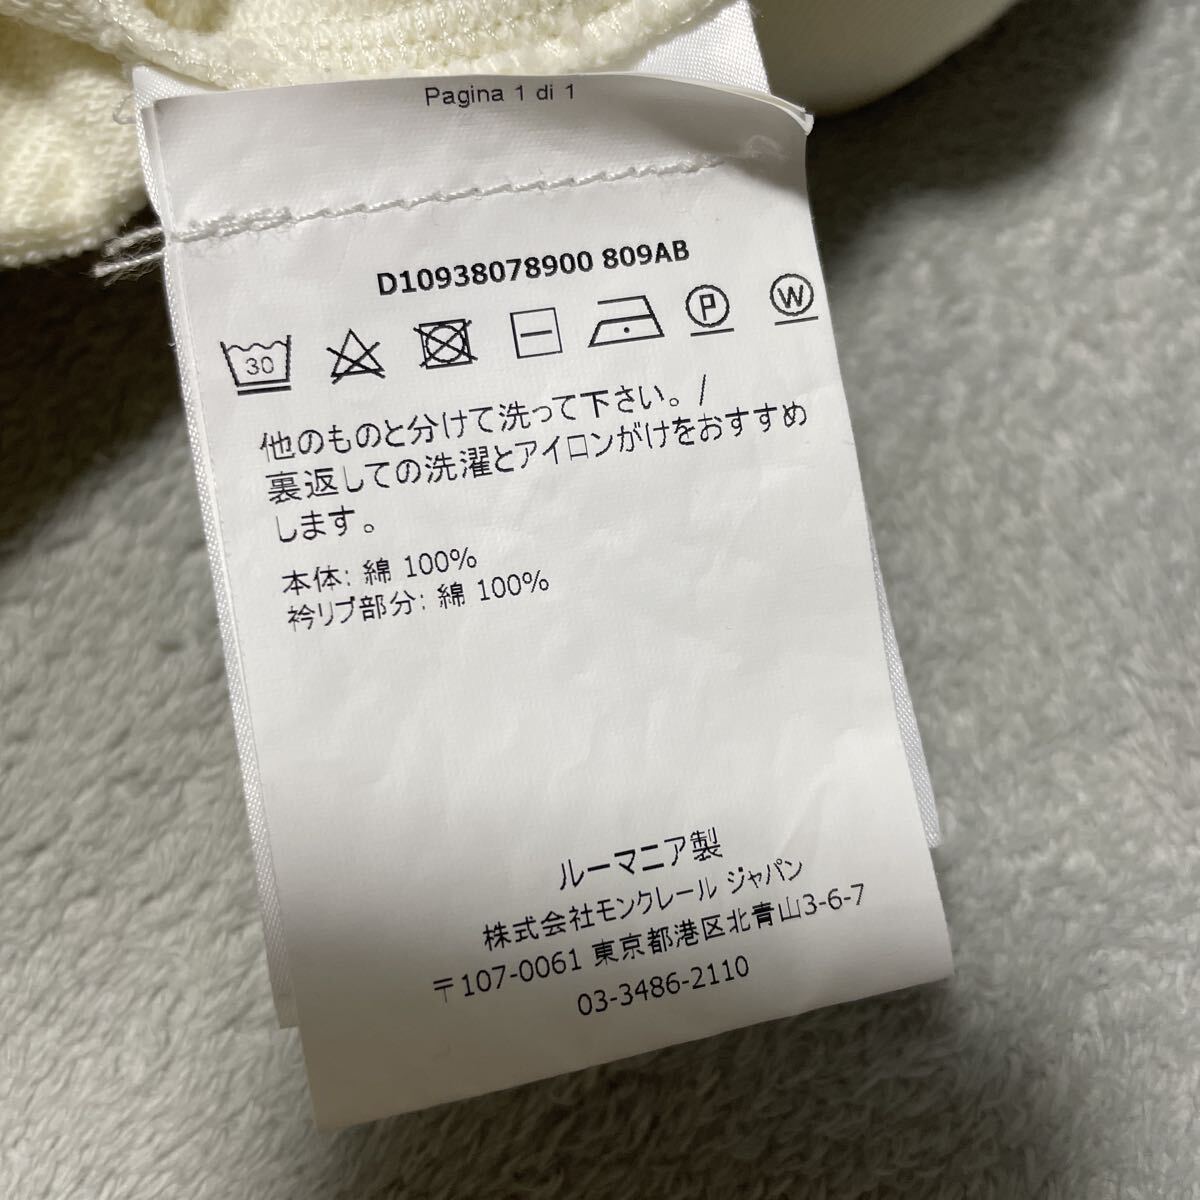 Pagina 1 di 1
D10938078900 809AB
30 P W
他のものと分けて洗って下さい。/
裏返しての洗濯とアイロンがけをおすすめ
します。
本体: 綿 100%
衿リブ部分: 綿 100%
ルーマニア製
株式会社モンクレール ジャパン
〒107-0061 東京都港区北青山3-6-7
03-3486-2110